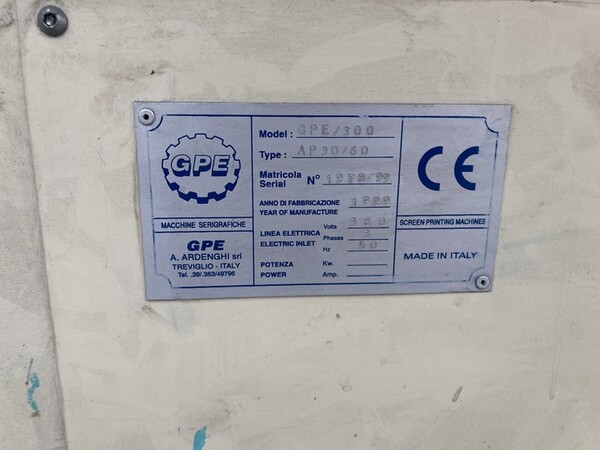 GPE
MACCHINE SERIGRAFICHE
GPE
A. ARDENGHI srl
TREVIGLIO - ITALY
Tel. .39/.363/49796
Model : GPE/300
Type : AP30/60
Matricola
Serial Nº
ANNO DI FABBRICAZIONE
YEAR OF MANUFACTURE
LINEA ELETTRICA
ELECTRIC INLET
Volts
Phases 3
Hz
POTENZA Kw.
POWER Amp.
CE
SCREEN PRINTING MACHINES
MADE IN ITALY